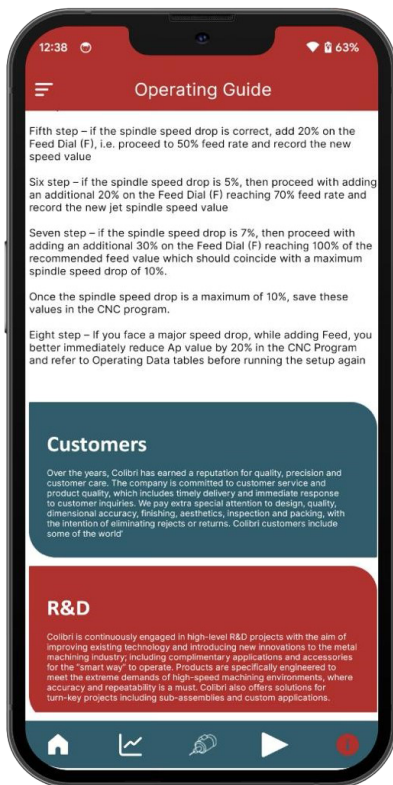 12:38
63%
Operating Guide
Fifth step – if the spindle speed drop is correct, add 20% on the
Feed Dial (F), i.e. proceed to 50% feed rate and record the new
speed value
Six step – if the spindle speed drop is 5%, then proceed with adding
an additional 20% on the Feed Dial (F) reaching 70% feed rate and
record the new jet spindle speed value
Seven step – if the spindle speed drop is 7%, then proceed with
adding an additional 30% on the Feed Dial (F) reaching 100% of the
recommended feed value which should coincide with a maximum
spindle speed drop of 10%.
Once the spindle speed drop is a maximum of 10%, save these
values in the CNC program.
Eight step – If you face a major speed drop, while adding Feed, you
better immediately reduce Ap value by 20% in the CNC Program
and refer to Operating Data tables before running the setup again
Customers
Over the years, Colibri has earned a reputation for quality, precision and
customer care. The company is committed to customer service and
product quality, which includes timely delivery and immediate response
to customer inquiries. We pay extra special attention to design, quality,
dimensional accuracy, finishing, aesthetics, inspection and packing, with
the intention of eliminating rejects or returns. Colibri customers include
some of the world'
R&D
Colibri is continuously engaged in high-level R&D projects with the aim of
improving existing technology and introducing new innovations to the metal
machining industry; including complimentary applications and accessories
for the "smart way" to operate. Products are specifically engineered to
meet the extreme demands of high-speed machining environments, where
accuracy and repeatability is a must. Colibri also offers solutions for
turn-key projects including sub-assemblies and custom applications.